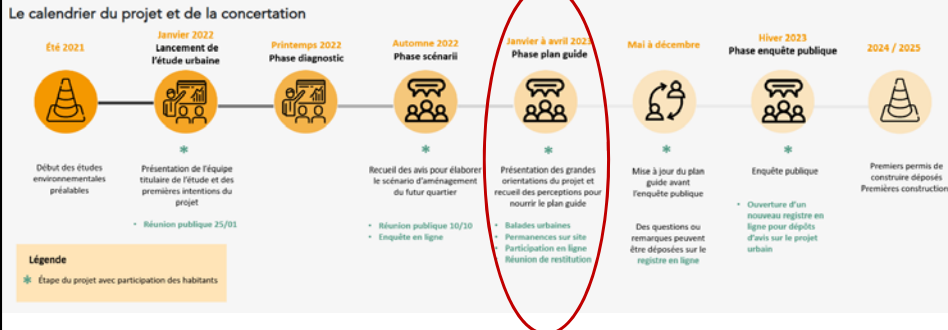 Le calendrier du projet et de la concertation
Été 2021
Début des études
environnementales
préalables
Janvier 2022
Lancement de
l'étude urbaine
Présentation de l'équipe
titulaire de l'étude et des
premières intentions du
projet
• Réunion publique 25/01
Printemps 2022
Phase diagnostic
Automne 2022
Phase scénarii
Recueil des avis pour élaborer
le scénario d'aménagement
du futur quartier
• Réunion publique 10/10
• Enquête en ligne
Janvier à avril 2023
Phase plan guide
Présentation des grandes
orientations du projet et
recueil des perceptions pour
nourrir le plan guide
• Balades urbaines
• Permanences sur site
• Participation en ligne
Réunion de restitution
Mai à décembre
Mise à jour du plan
guide avant
l'enquête publique
Des questions ou
remarques peuvent
être déposées sur le
registre en ligne
Hiver 2023
Phase enquête publique
Enquête publique
• Ouverture d'un
nouveau registre en
ligne pour dépôts
d'avis sur le projet
urbain
2024 / 2025
Premiers permis de
construire déposés
Premières construction
Légende
* Étape du projet avec participation des habitants